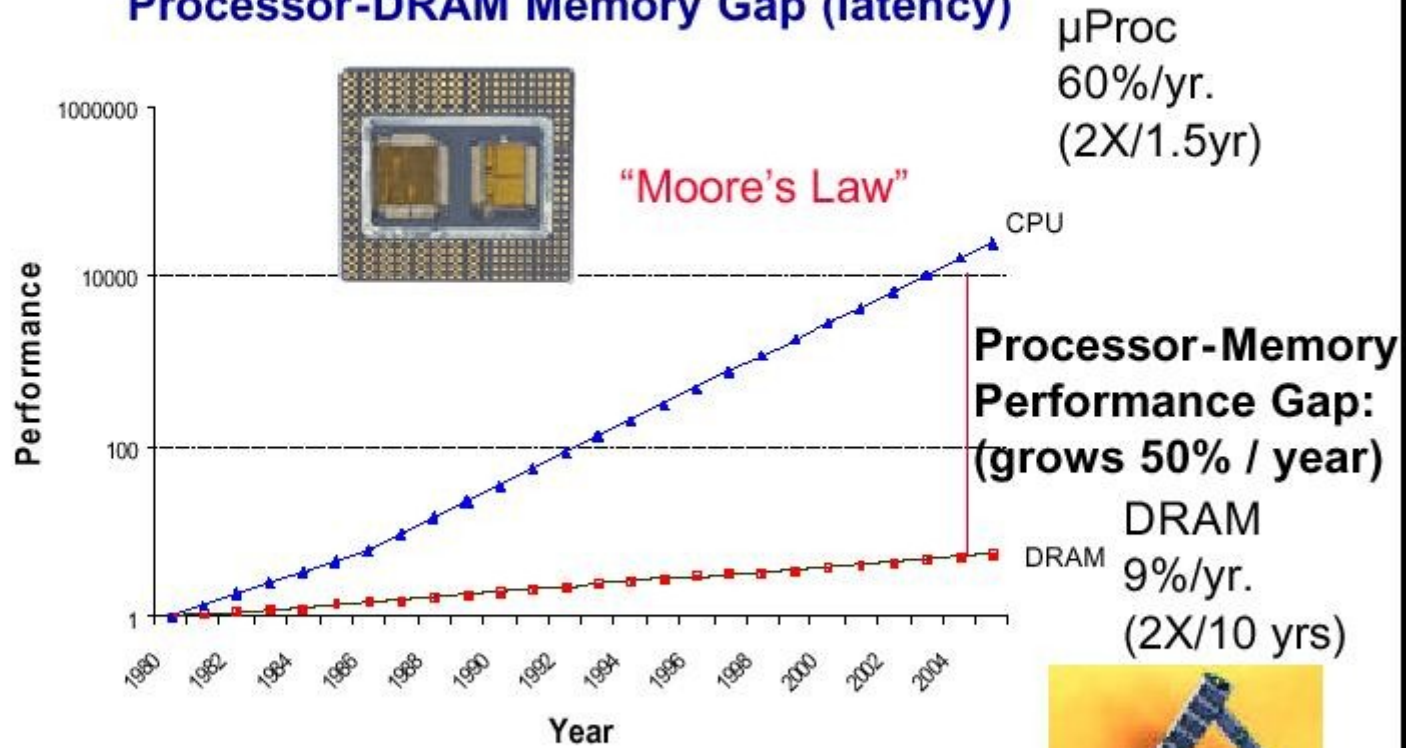 Processor-DRAM Memory Gap (latency)
µProc
60%/yr.
(2X/1.5yr)
1000000
“Moore’s Law”
CPU
10000
Performance
Processor-Memory
Performance Gap:
(grows 50% / year)
100
DRAM
DRAM
9%/yr.
(2X/10 yrs)
1
1980
1982
1984
1986
1988
1990
1992
1994
1996
1998
2000
2002
2004
Year